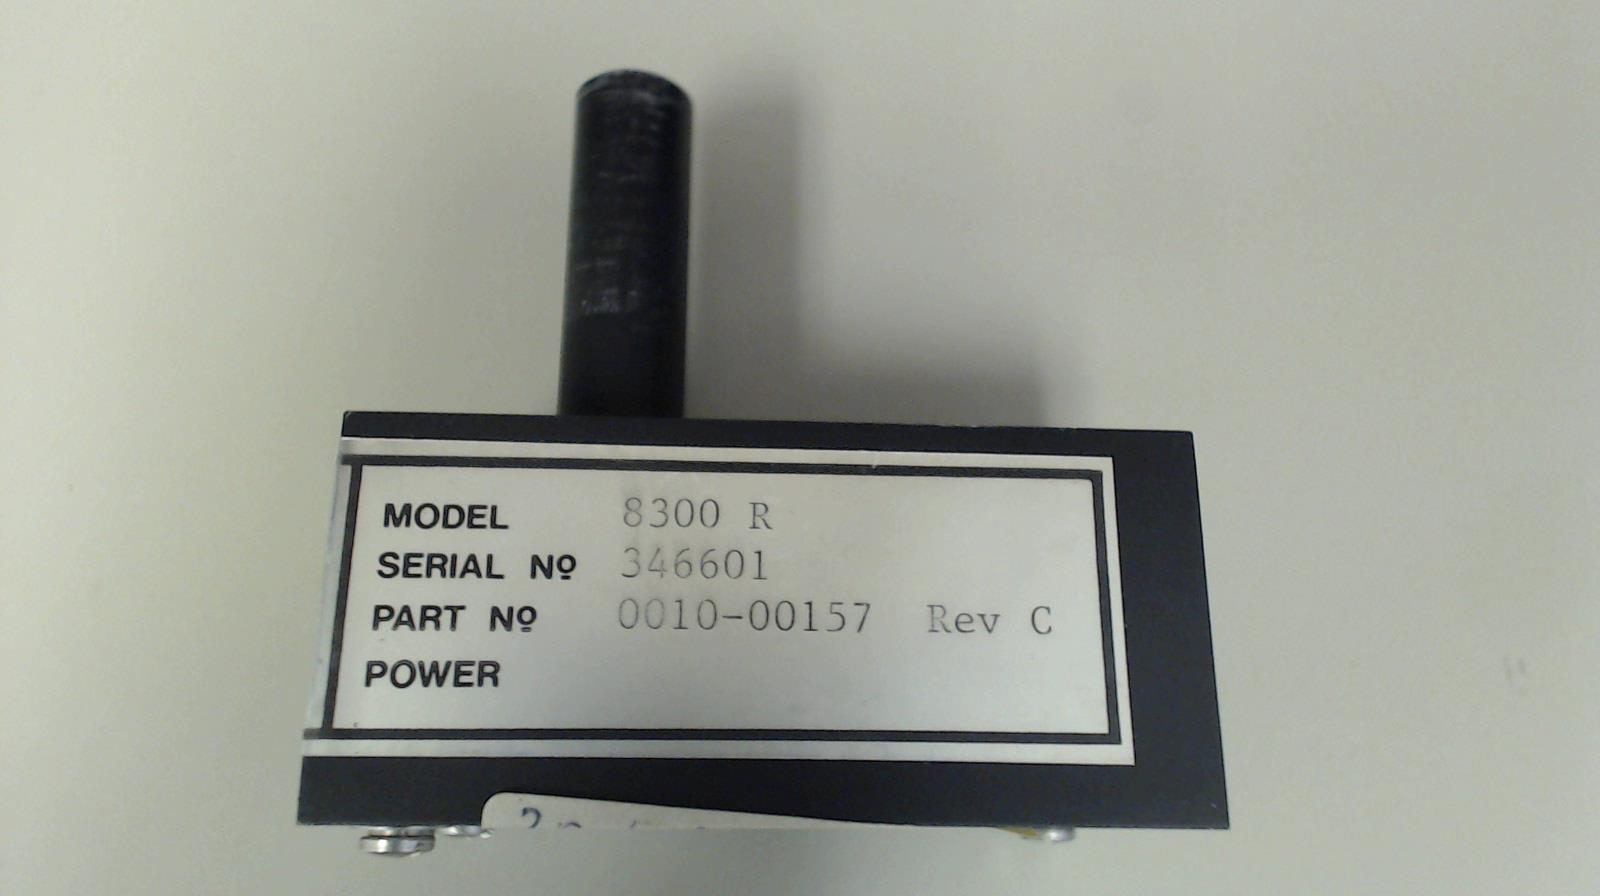 MODEL 8300 R
SERIAL Nº 346601
PART Nº 0010-00157 Rev C
POWER